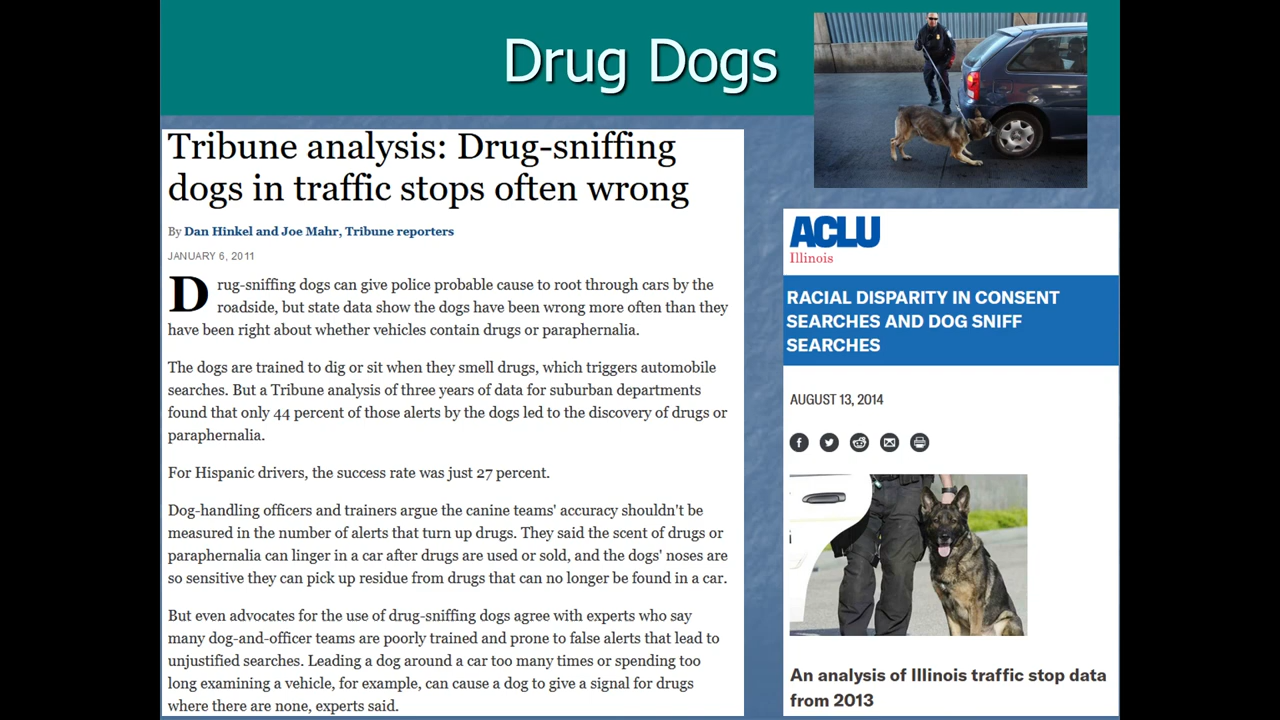 Drug Dogs
Tribune analysis: Drug-sniffing
dogs in traffic stops often wrong
By Dan Hinkel and Joe Mahr, Tribune reporters
JANUARY 6, 2011
Drug-sniffing dogs can give police probable cause to root through cars by the
roadside, but state data show the dogs have been wrong more often than they
have been right about whether vehicles contain drugs or paraphernalia.
The dogs are trained to dig or sit when they smell drugs, which triggers automobile
searches. But a Tribune analysis of three years of data for suburban departments
found that only 44 percent of those alerts by the dogs led to the discovery of drugs or
paraphernalia.
For Hispanic drivers, the success rate was just 27 percent.
Dog-handling officers and trainers argue the canine teams' accuracy shouldn't be
measured in the number of alerts that turn up drugs. They said the scent of drugs or
paraphernalia can linger in a car after drugs are used or sold, and the dogs' noses are
so sensitive they can pick up residue from drugs that can no longer be found in a car.
But even advocates for the use of drug-sniffing dogs agree with experts who say
many dog-and-officer teams are poorly trained and prone to false alerts that lead to
unjustified searches. Leading a dog around a car too many times or spending too
long examining a vehicle, for example, can cause a dog to give a signal for drugs
where there are none, experts said.
ACLU
Illinois
RACIAL DISPARITY IN CONSENT
SEARCHES AND DOG SNIFF
SEARCHES
AUGUST 13, 2014
An analysis of Illinois traffic stop data
from 2013